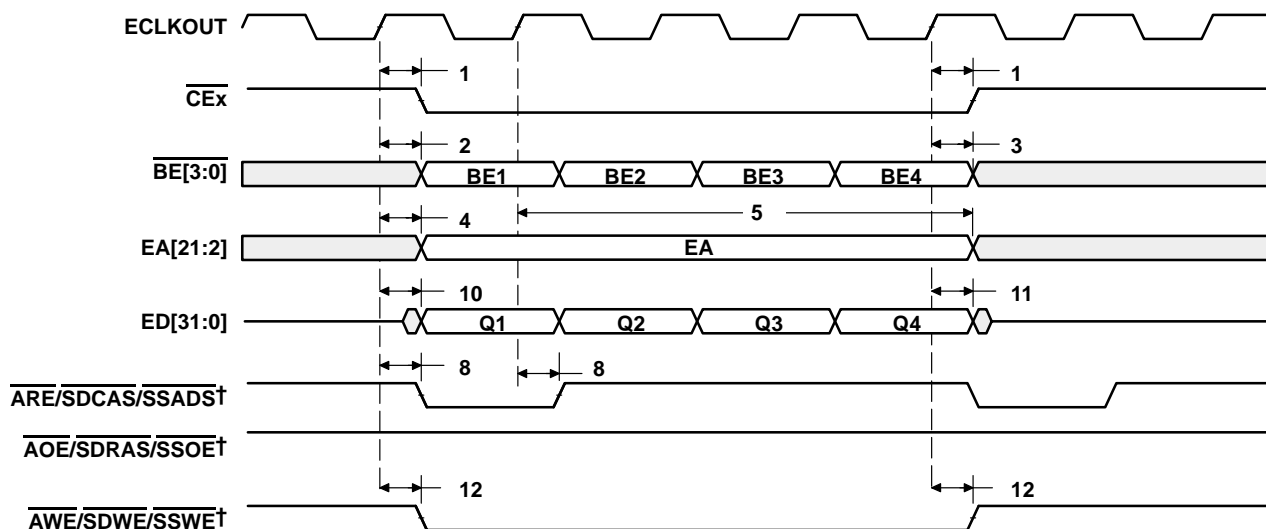 ECLKOUT
1 1
CEx
2 3
BE[3:0] BE1 BE2 BE3 BE4
4 5
EA[21:2] EA
10 11
ED[31:0] Q1 Q2 Q3 Q4
8 8
ARE/SDCAS/SSADS†
AOE/SDRAS/SSOE†
12 12
AWE/SDWE/SSWE†